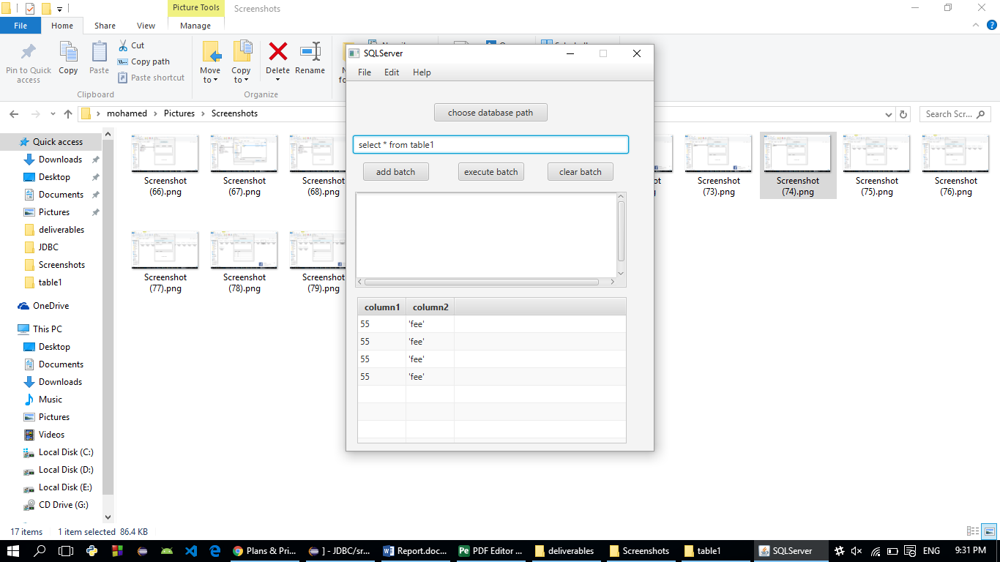 Picture Tools
Screenshots
File
Home
Share
View
Manage
Pin to Quick access
Copy
Paste
Cut
Copy path
Paste shortcut
Move to
Copy to
Delete
Rename
Clipboard
Organize
mohamed
Pictures
Screenshots
Search Scr...
Quick access
Downloads
Desktop
Documents
Pictures
deliverables
JDBC
Screenshots
table1
OneDrive
This PC
Desktop
Documents
Downloads
Music
Pictures
Videos
Local Disk (C:)
Local Disk (D:)
Local Disk (E:)
CD Drive (G:)
Screenshot
(66).png
Screenshot
(67).png
Screenshot
(68).png
Screenshot
(73).png
Screenshot
(74).png
Screenshot
(75).png
Screenshot
(76).png
Screenshot
(77).png
Screenshot
(78).png
Screenshot
(79).png
SQLServer
File Edit Help
choose database path
select * from table1
add batch execute batch clear batch
column1 column2
55 'fee'
55 'fee'
55 'fee'
55 'fee'
17 items 1 item selected 86.4 KB
Plans & Pri...
] - JDBC/sr...
Report.doc...
PDF Editor ...
deliverables
Screenshots
table1
SQLServer
ENG
9:31 PM